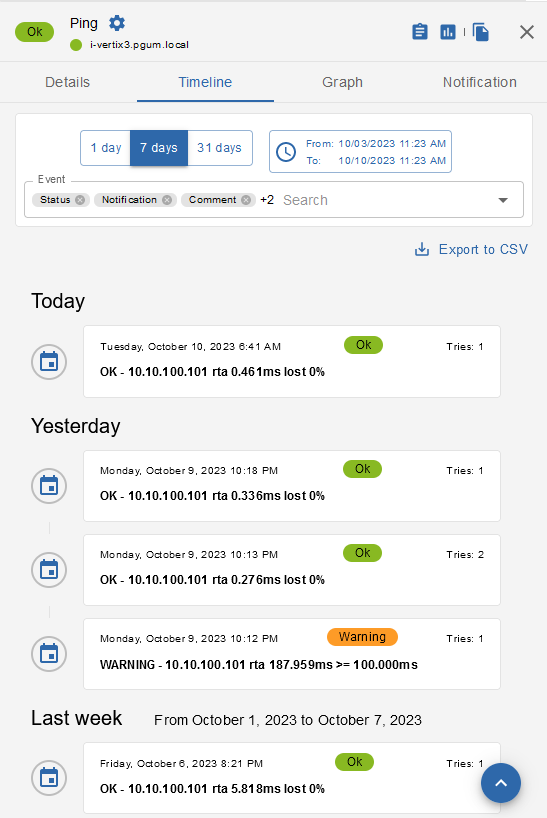 Ok Ping
i-vertix3.pgum.local
Details Timeline Graph Notification
1 day 7 days 31 days
From: 10/03/2023 11:23 AM
To: 10/10/2023 11:23 AM
Event
Status Notification Comment +2 Search
Export to CSV
Today
Tuesday, October 10, 2023 6:41 AM Ok Tries: 1
OK - 10.10.100.101 rta 0.461ms lost 0%
Yesterday
Monday, October 9, 2023 10:18 PM Ok Tries: 1
OK - 10.10.100.101 rta 0.336ms lost 0%
Monday, October 9, 2023 10:13 PM Ok Tries: 2
OK - 10.10.100.101 rta 0.276ms lost 0%
Monday, October 9, 2023 10:12 PM Warning Tries: 1
WARNING - 10.10.100.101 rta 187.959ms >= 100.000ms
Last week From October 1, 2023 to October 7, 2023
Friday, October 6, 2023 8:21 PM Ok Tries: 1
OK - 10.10.100.101 rta 5.818ms lost 0%